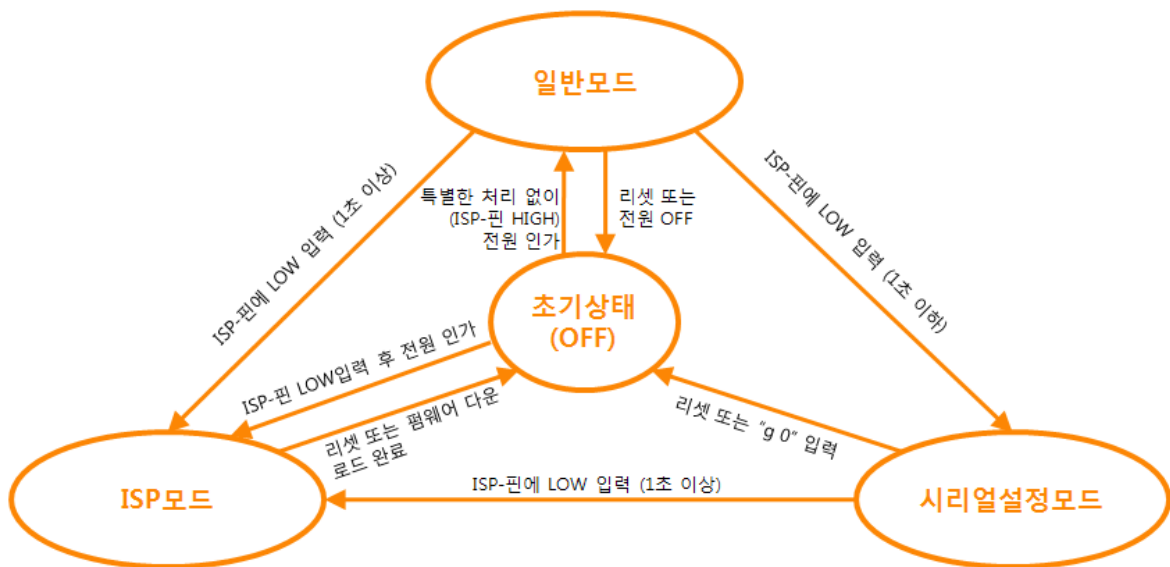 일반모드
ISP-핀에 LOW 입력 (1초 이상)
특별한 처리 없이
(ISP-핀 HIGH)
전원 인가
리셋 또는
전원 OFF
ISP-핀에 LOW 입력 (1초 이하)
초기상태
(OFF)
ISP-핀 LOW입력 후 전원 인가
리셋 또는 펌웨어 다운
로드 완료
리셋 또는 "g 0" 입력
ISP모드
ISP-핀에 LOW 입력 (1초 이상)
시리얼설정모드